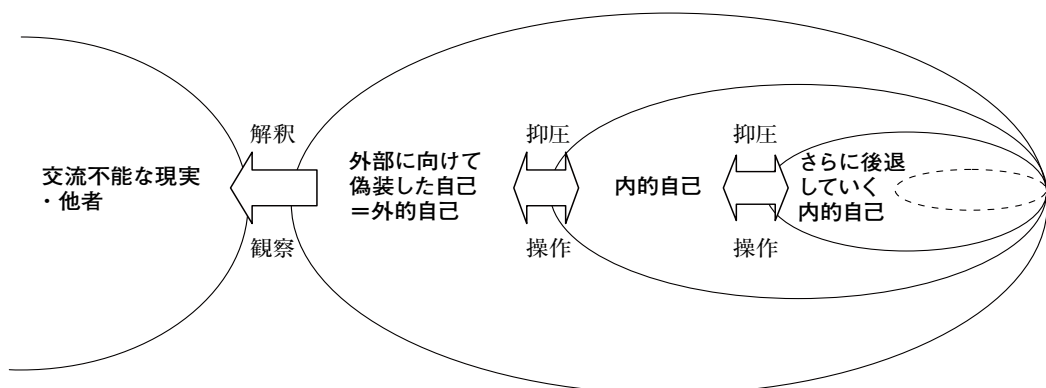 解釈
交流不能な現実
・他者
観察
外部に向けて
偽装した自己
＝外的自己
抑圧
操作
内的自己
抑圧
操作
さらに後退
していく
内的自己